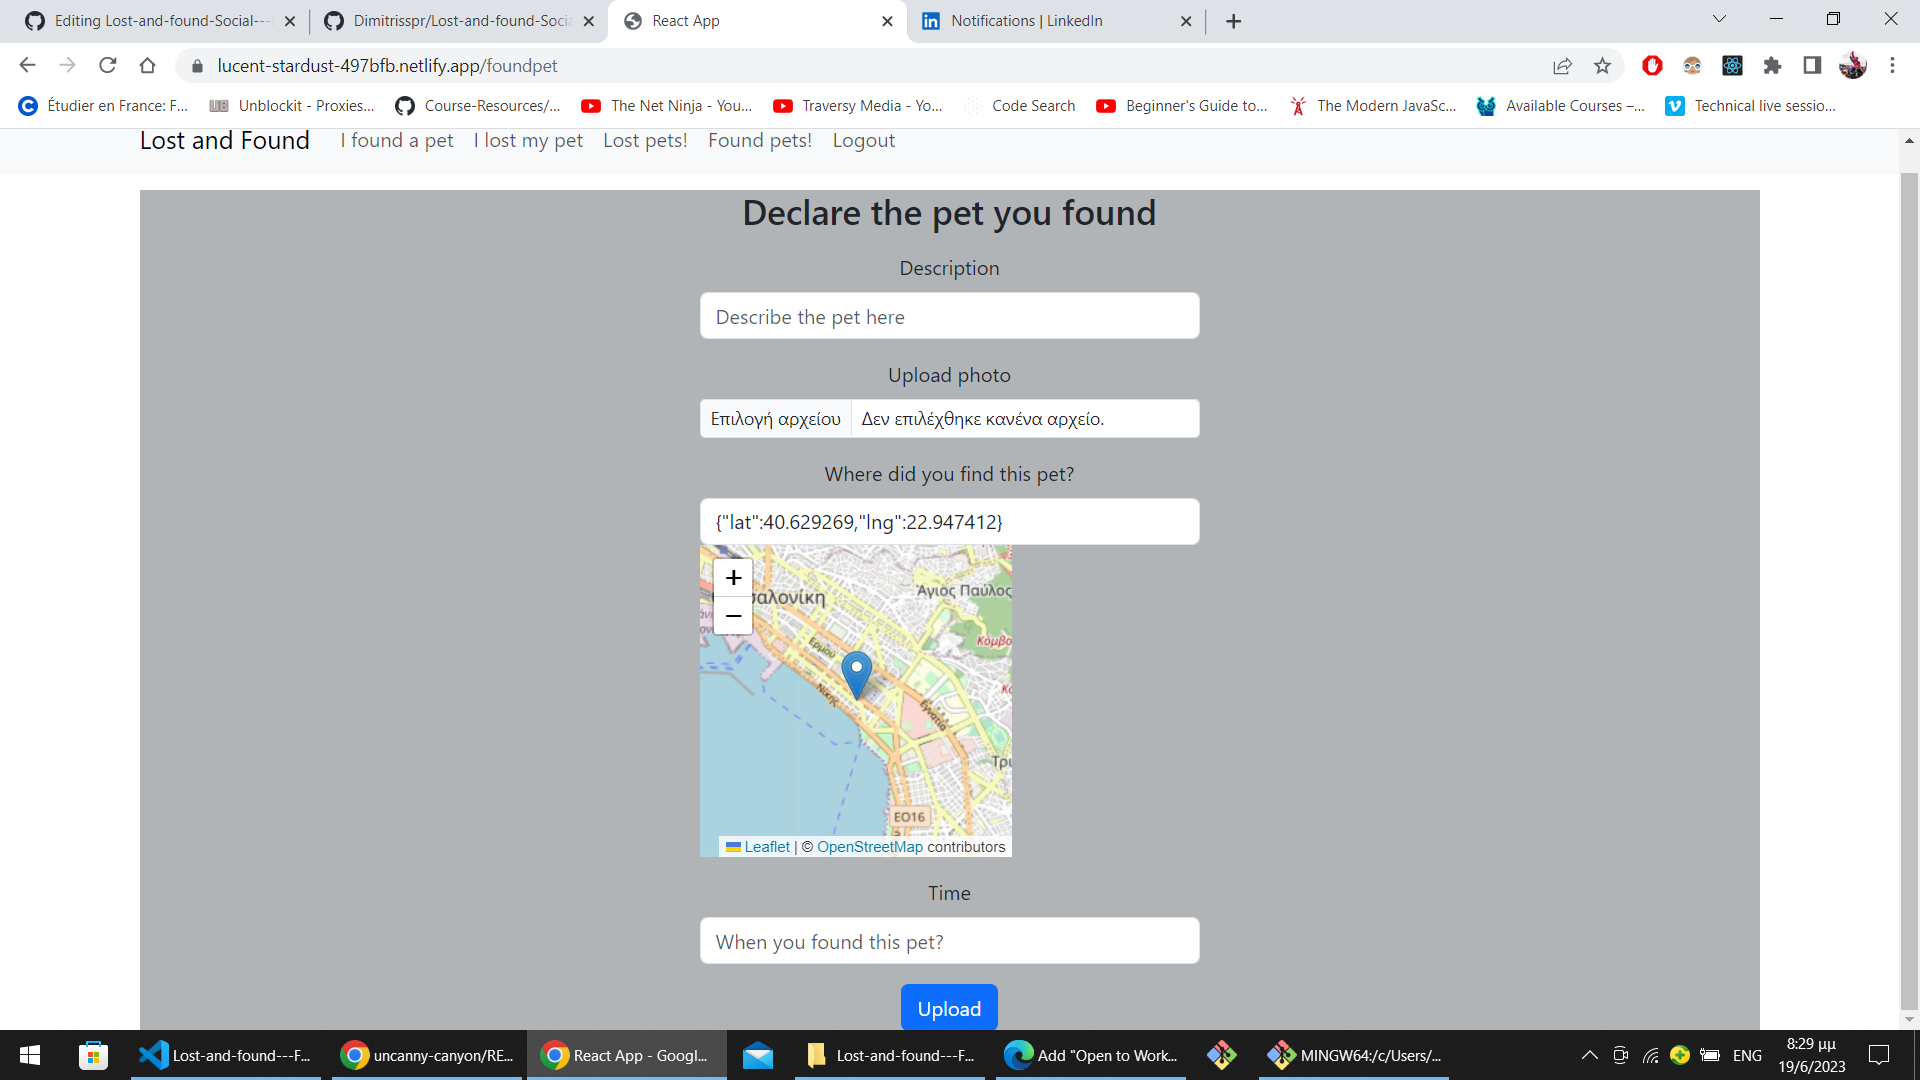 Editing Lost-and-found-Social---
Dimitrisspr/Lost-and-found-Socia
React App
Notifications | LinkedIn
lucent-stardust-497bfb.netlify.app/foundpet
Étudier en France: F...
UB
Unblockit - Proxies...
Course-Resources/...
The Net Ninja - You...
Traversy Media - Yo...
Code Search
Beginner's Guide to...
The Modern JavaSc...
Available Courses –...
Technical live sessio...
Lost and Found
I found a pet
I lost my pet
Lost pets!
Found pets!
Logout
Declare the pet you found
Description
Describe the pet here
Upload photo
Επιλογή αρχείου
Δεν επιλέχθηκε κανένα αρχείο.
Where did you find this pet?
{"lat":40.629269,"lng":22.947412}
+
−
σαλονίκη
Άγιος Παύλος
Κόμβο
Ερμού
Νίκης
Εγνατία
Τρι
EO16
Leaflet | © OpenStreetMap contributors
Time
When you found this pet?
Upload
Lost-and-found---F...
uncanny-canyon/RE...
React App - Googl...
Lost-and-found---F...
Add "Open to Work...
MINGW64:/c/Users/...
ENG
8:29 μμ
19/6/2023